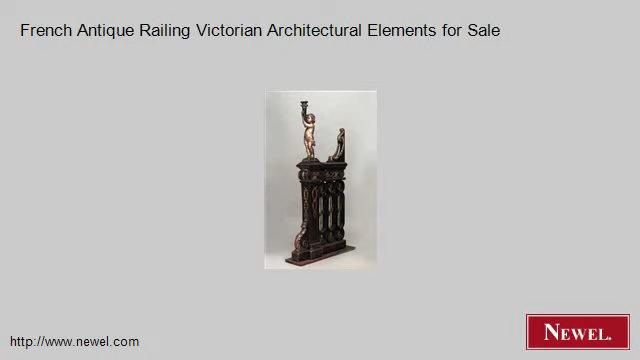 French Antique Railing Victorian Architectural Elements for Sale
http://www.newel.com
NEWEL.